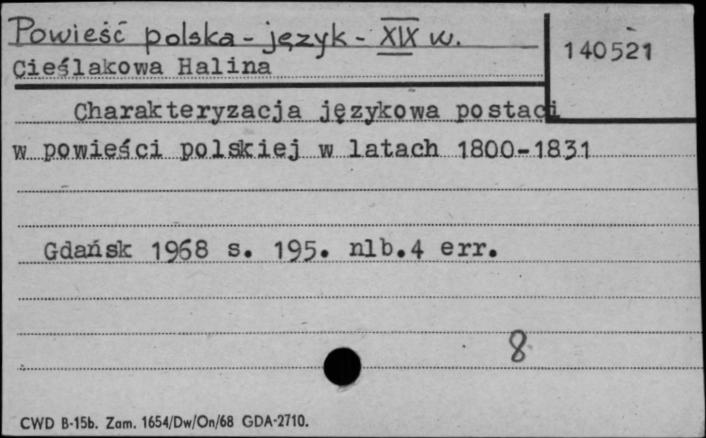 Powieść polska - język - XIX w.
140521
Cieślakowa Halina
Charakteryzacja językowa postaci
w powieści polskiej w latach 1800-1831
Gdańsk 1968 s. 195. nlb.4 err.
8
CWD B-15b. Zam. 1654/Dw/On/68 GDA-2710.